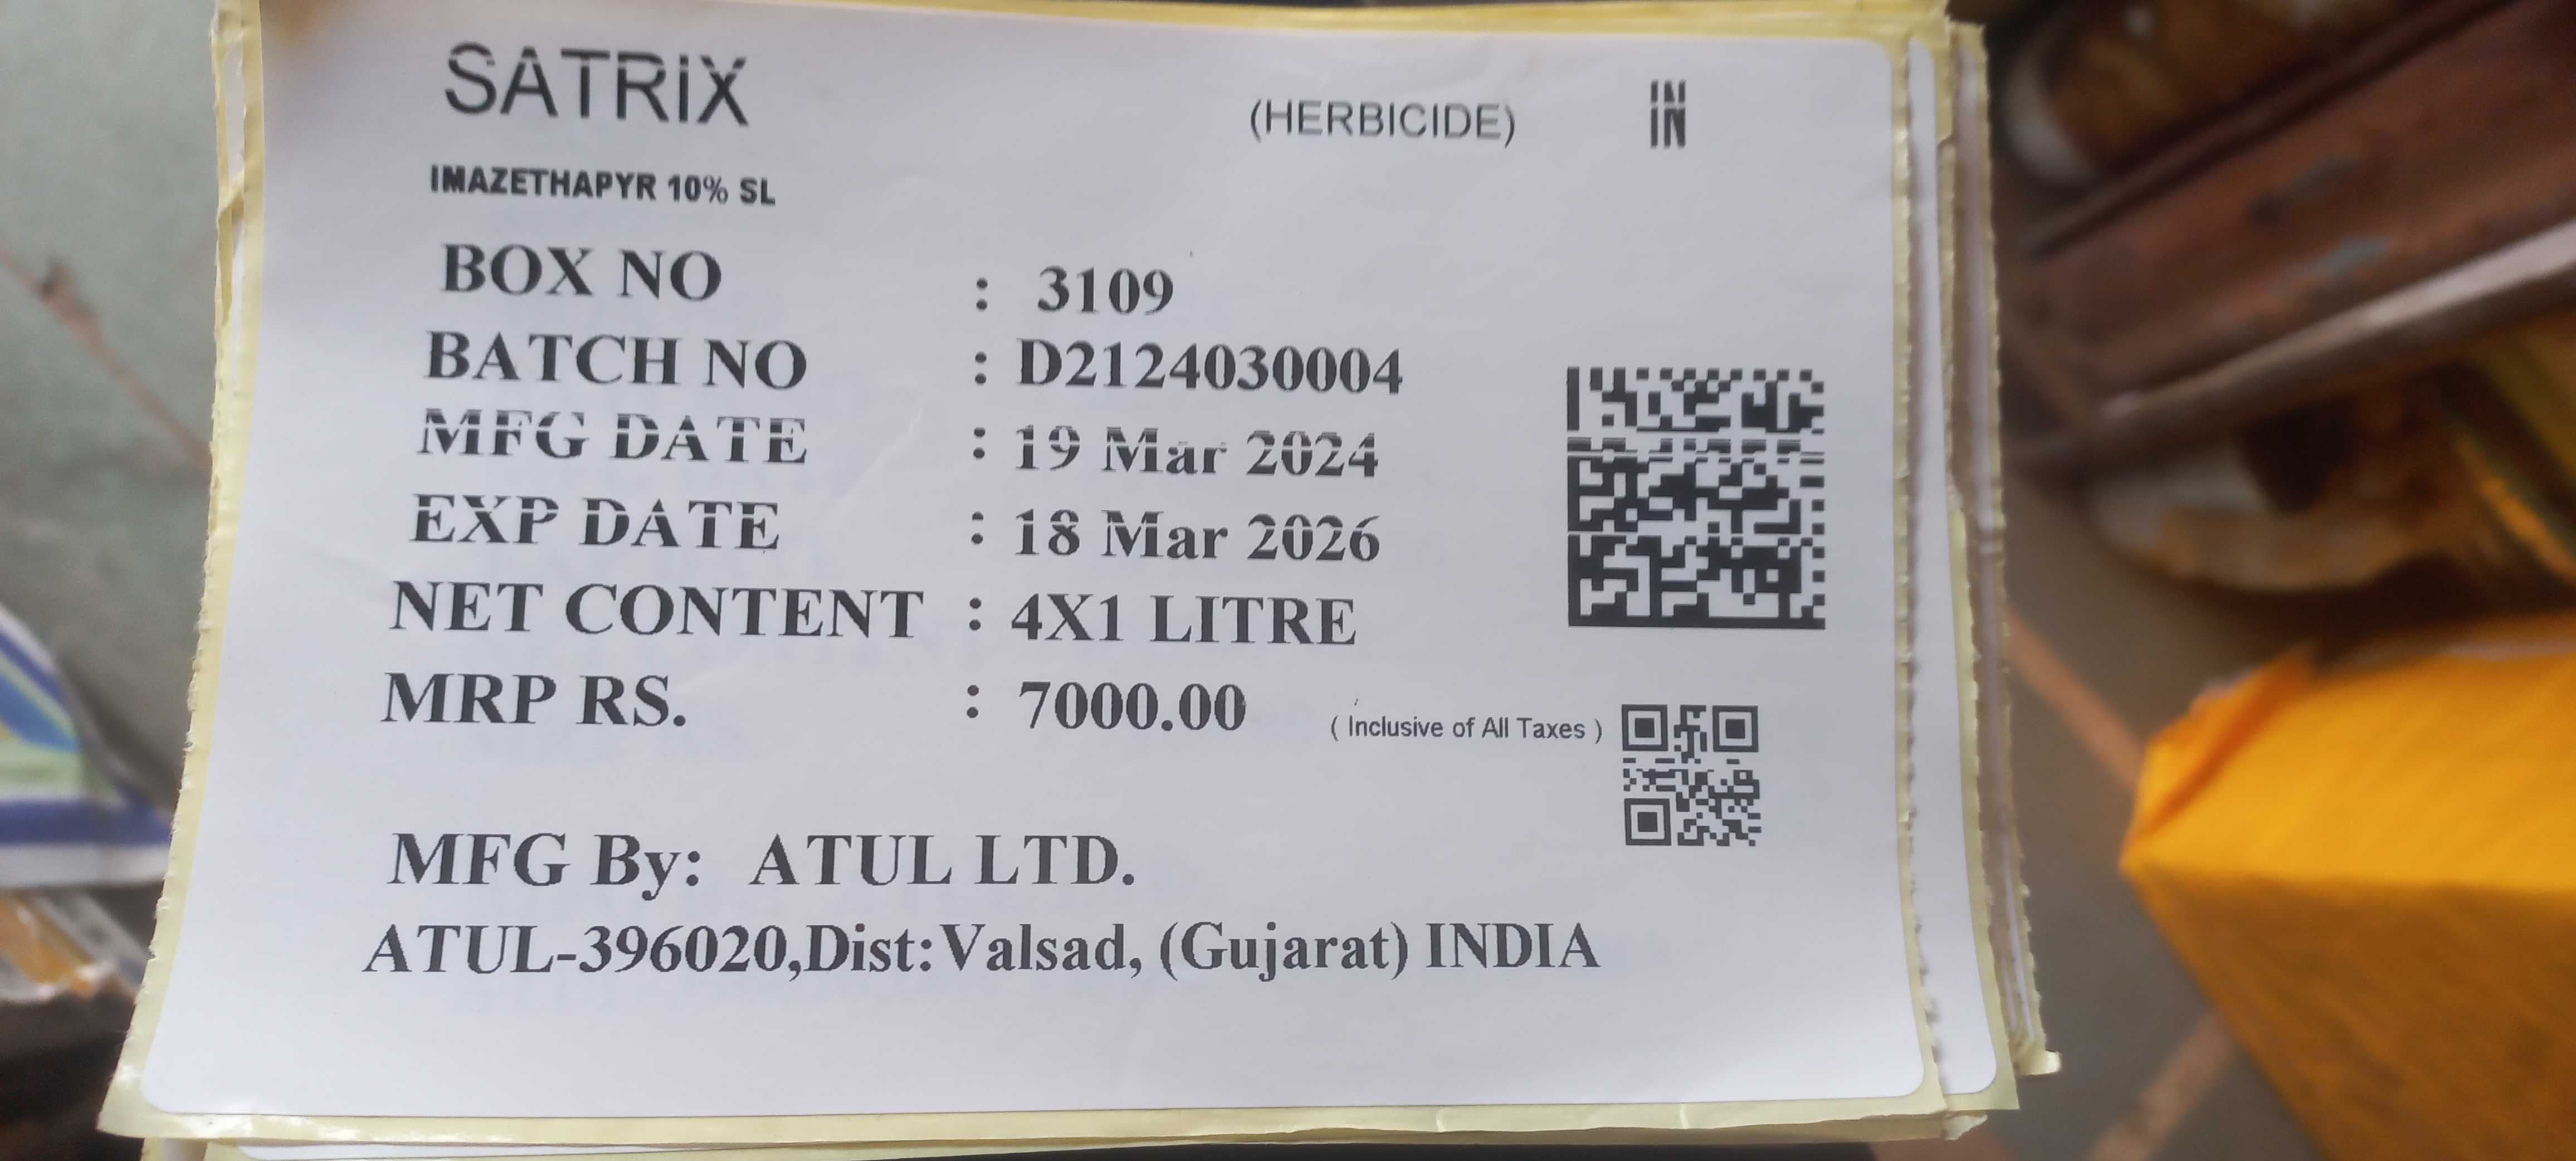 SATRIX
(HERBICIDE)
IN
IMAZETHAPYR 10% SL
BOX NO : 3109
BATCH NO : D2124030004
MFG DATE : 19 Mar 2024
EXP DATE : 18 Mar 2026
NET CONTENT : 4X1 LITRE
MRP RS. : 7000.00 ( Inclusive of All Taxes )
MFG By: ATUL LTD.
ATUL-396020,Dist:Valsad, (Gujarat) INDIA